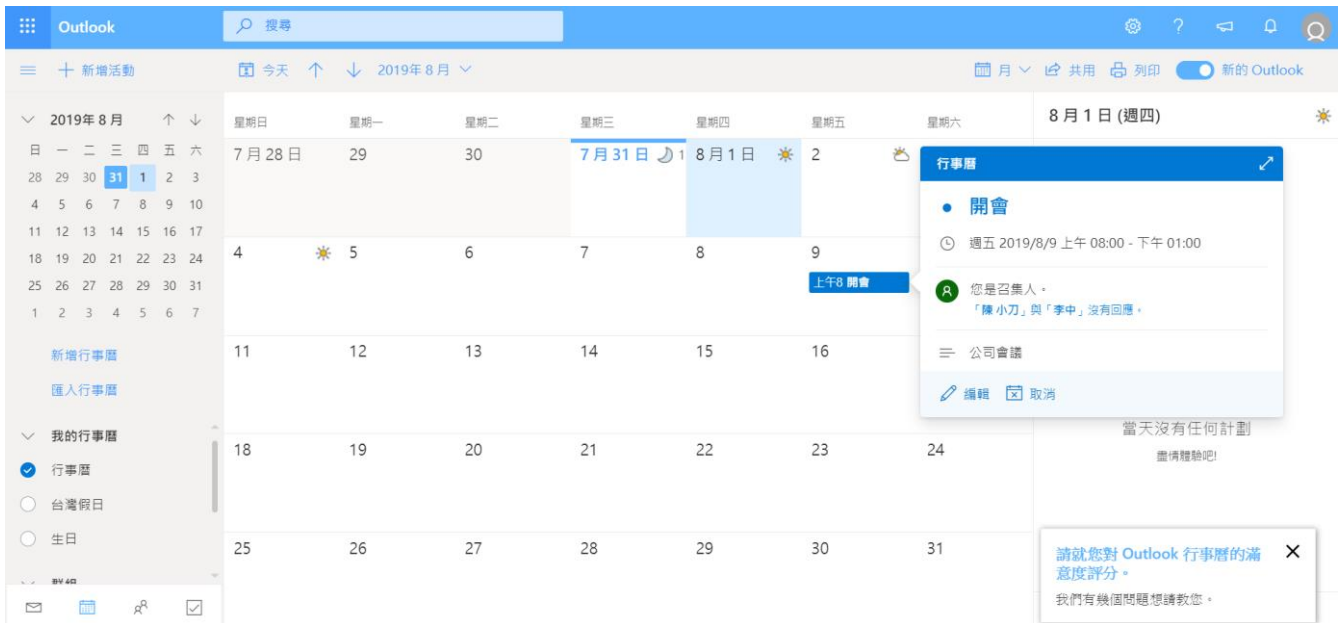 Outlook
搜尋
新增活動
今天
2019年 8 月
月
共用
列印
新的 Outlook
2019年 8 月
日 一 二 三 四 五 六
28 29 30 31 1 2 3
4 5 6 7 8 9 10
11 12 13 14 15 16 17
18 19 20 21 22 23 24
25 26 27 28 29 30 31
1 2 3 4 5 6 7
新增行事曆
匯入行事曆
我的行事曆
行事曆
台灣假日
生日
群組
星期日 星期一 星期二 星期三 星期四 星期五 星期六
7 月 28 日 29 30 7 月 31 日 1 8 月 1 日 2
4 5 6 7 8 9
上午8 開會
11 12 13 14 15 16
18 19 20 21 22 23 24
25 26 27 28 29 30 31
8 月 1 日 (週四)
行事曆
開會
週五 2019/8/9 上午 08:00 - 下午 01:00
您是召集人。
「陳 小刀」與「李中」沒有回應。
公司會議
編輯
取消
當天沒有任何計劃
盡情體驗吧!
請就您對 Outlook 行事曆的滿
意度評分。
我們有幾個問題想請教您。